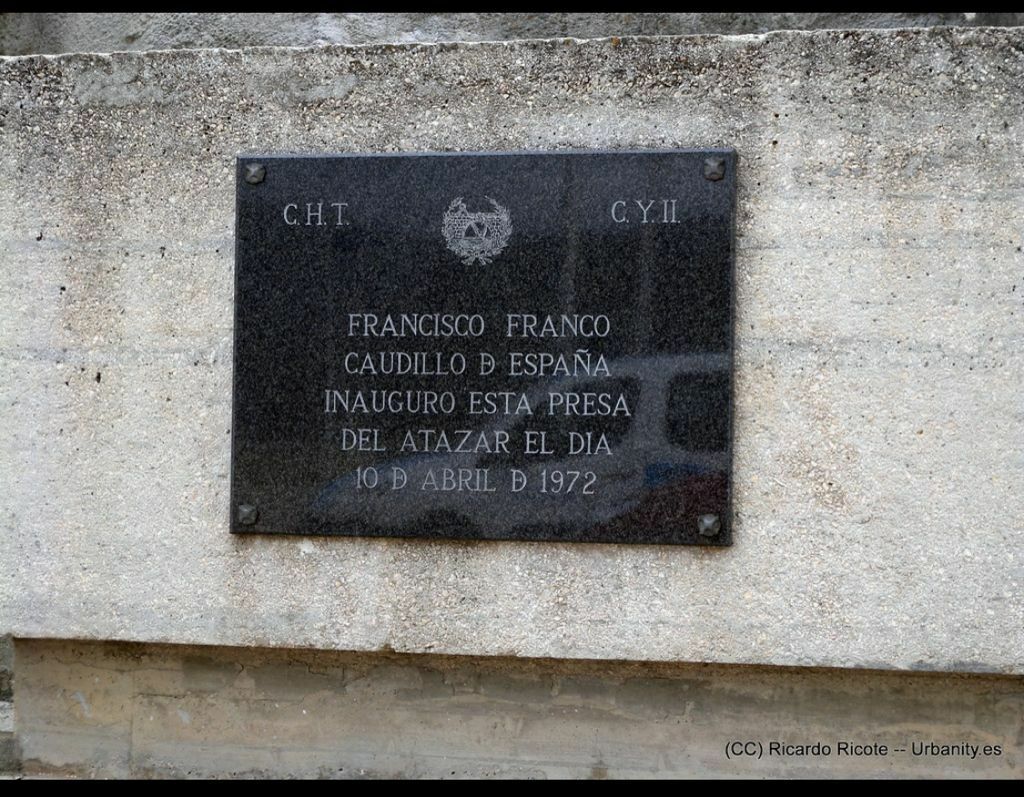 C.H.T. C.Y.II.
FRANCISCO FRANCO
CAUDILLO D ESPAÑA
INAUGURO ESTA PRESA
DEL ATAZAR EL DIA
10 D ABRIL D 1972
(CC) Ricardo Ricote -- Urbanity.es